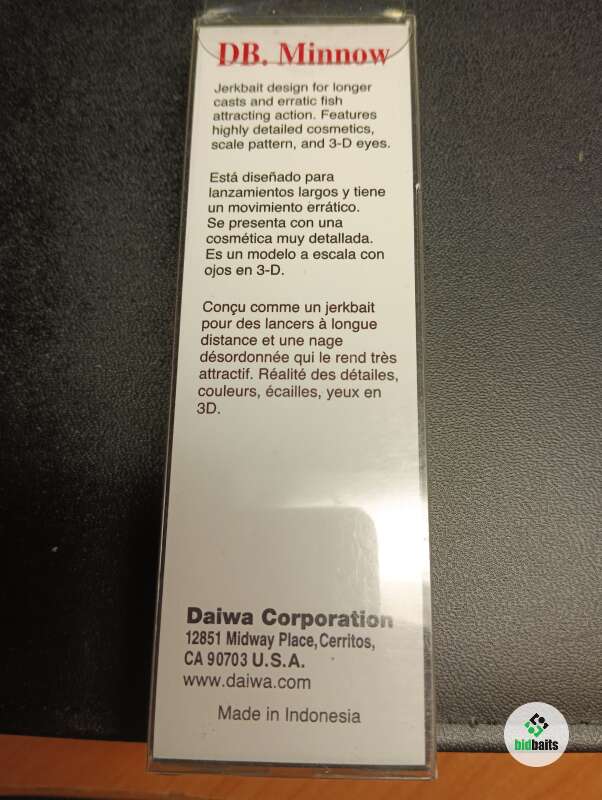 DB. Minnow
Jerkbait design for longer
casts and erratic fish
attracting action. Features
highly detailed cosmetics,
scale pattern, and 3-D eyes.
Está diseñado para
lanzamientos largos y tiene
un movimiento errático.
Se presenta con una
cosmética muy detallada.
Es un modelo a escala con
ojos en 3-D.
Conçu comme un jerkbait
pour des lancers à longue
distance et une nage
désordonnée qui le rend très
attractif. Réalité des détailes,
couleurs, écailles, yeux en
3D.
Daiwa Corporation
12851 Midway Place, Cerritos,
CA 90703 U.S.A.
www.daiwa.com
Made in Indonesia
bidbaits